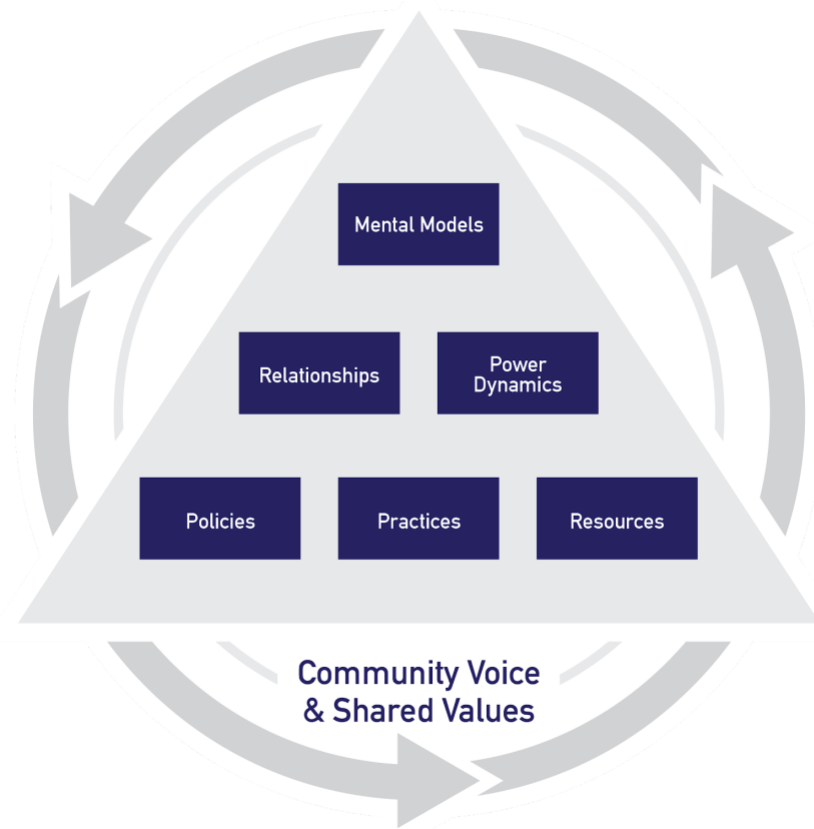 Mental Models
Relationships
Power
Dynamics
Policies
Practices
Resources
Community Voice
& Shared Values